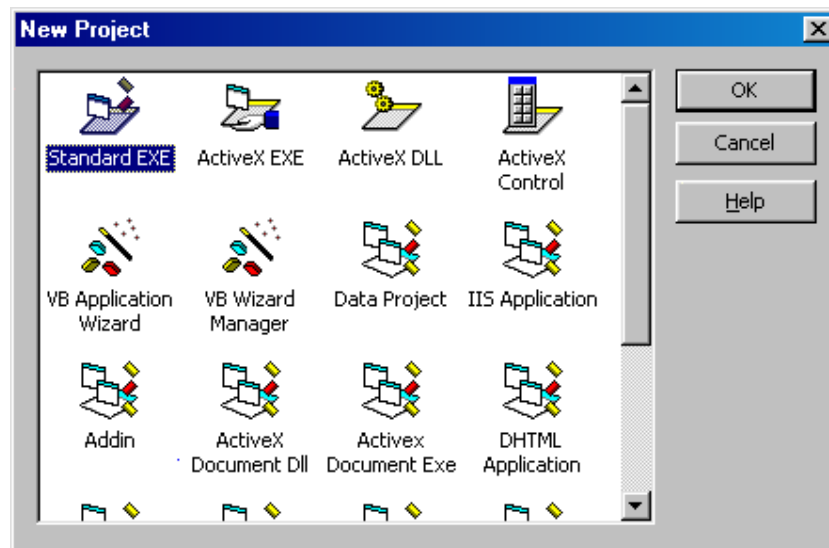 New Project
Standard EXE
ActiveX EXE
ActiveX DLL
ActiveX
Control
OK
Cancel
Help
VB Application
Wizard
VB Wizard
Manager
Data Project
IIS Application
Addin
ActiveX
Document Dll
Activex
Document Exe
DHTML
Application